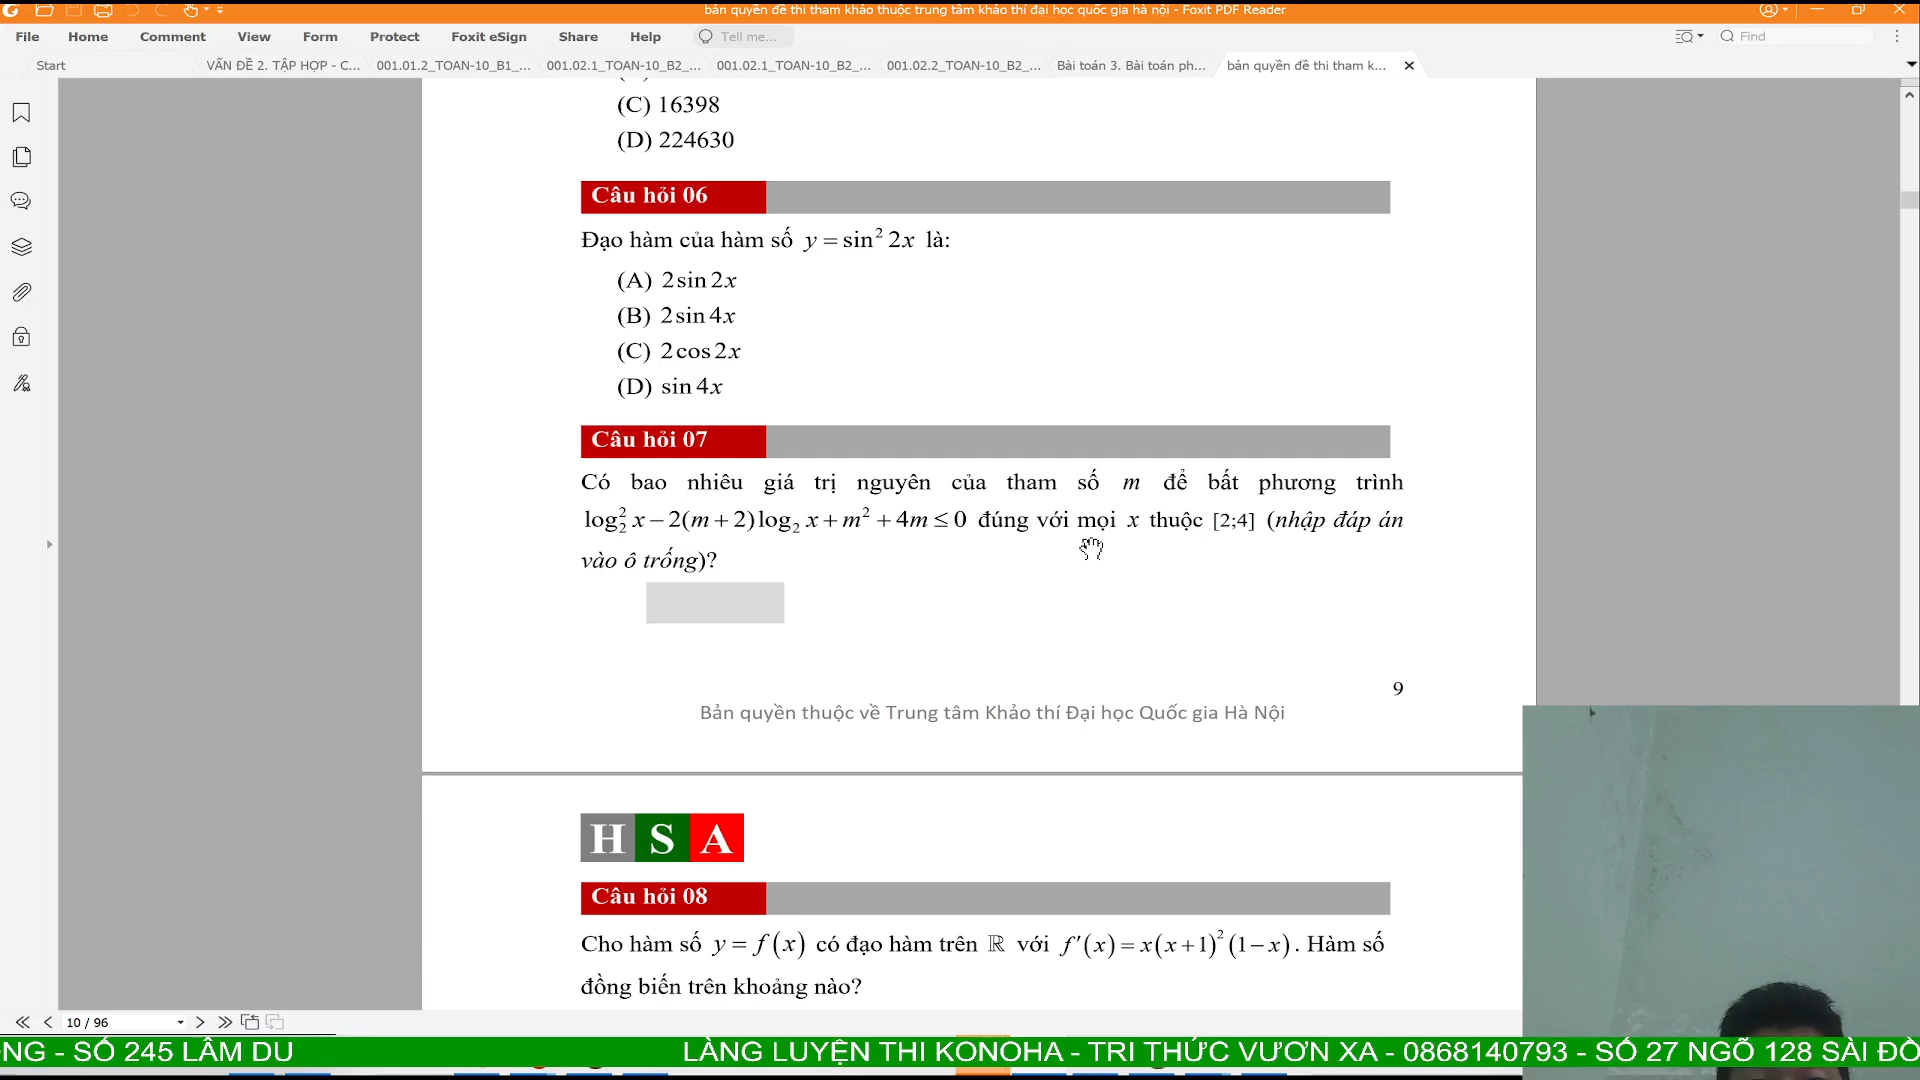 bản quyền đề thi tham khảo thuộc trung tâm khảo thí đại học quốc gia hà nội - Foxit PDF Reader
File Home Comment View Form Protect Foxit eSign Share Help Tell me... Find
Start VẤN ĐỀ 2. TẬP HỢP - C... 001.01.2_TOAN-10_B1_... 001.02.1_TOAN-10_B2_... 001.02.1_TOAN-10_B2_... 001.02.2_TOAN-10_B2_... Bài toán 3. Bài toán ph... bản quyền đề thi tham k...
(C) 16398
(D) 224630
Câu hỏi 06
Đạo hàm của hàm số y = sin² 2x là:
(A) 2sin 2x
(B) 2sin 4x
(C) 2cos2x
(D) sin 4x
Câu hỏi 07
Có bao nhiêu giá trị nguyên của tham số m để bất phương trình
log₂² x − 2(m + 2)log₂ x + m² + 4m ≤ 0 đúng với mọi x thuộc [2;4] (nhập đáp án
vào ô trống)?
9
Bản quyền thuộc về Trung tâm Khảo thí Đại học Quốc gia Hà Nội
H S A
Câu hỏi 08
Cho hàm số y = f(x) có đạo hàm trên ℝ với f′(x) = x(x+1)²(1−x). Hàm số
đồng biến trên khoảng nào?
10 / 96
NG - SỐ 245 LÂM DU LÀNG LUYỆN THI KONOHA - TRI THỨC VƯƠN XA - 0868140793 - SỐ 27 NGÕ 128 SÀI ĐỒ